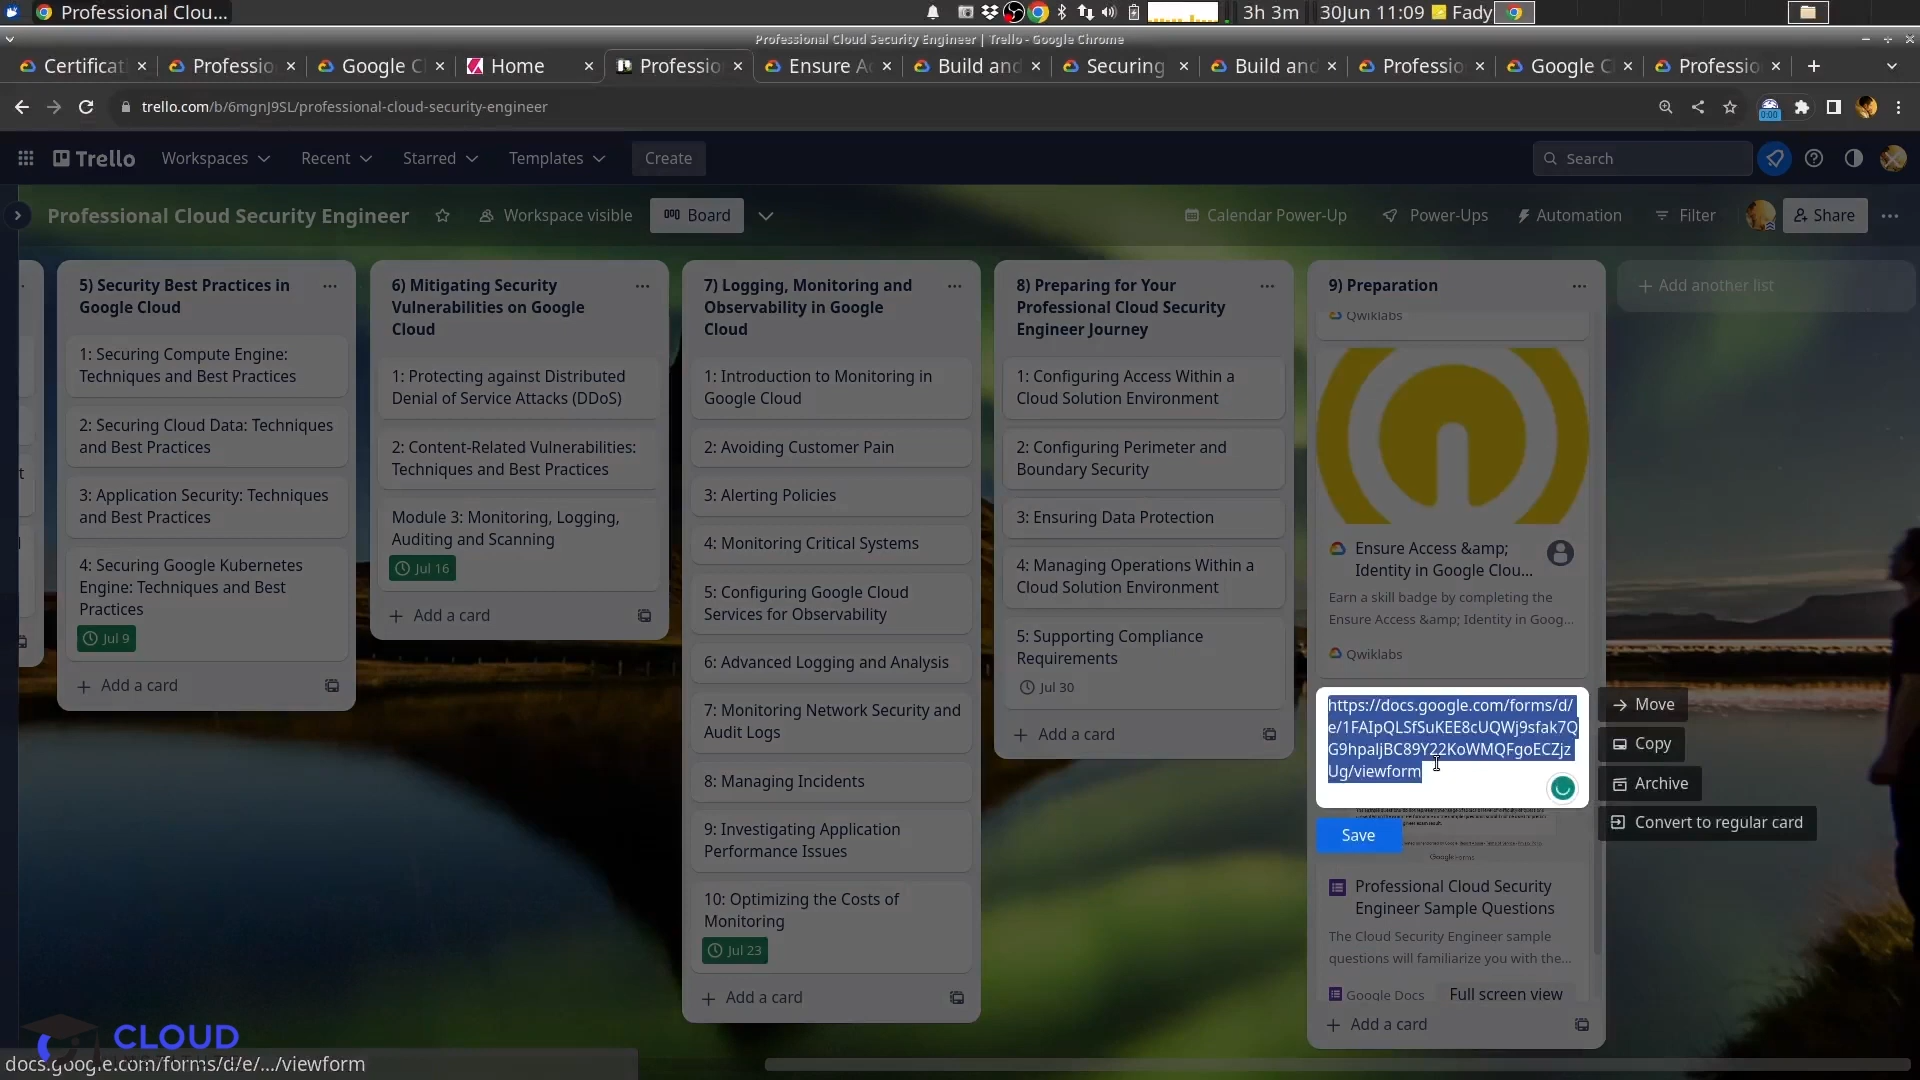 Professional Clou...
3h 3m
30Jun 11:09
Fady
Professional Cloud Security Engineer | Trello - Google Chrome
Certificat
Professio
Google C
Home
Professio
Ensure Ac
Build and
Securing
Build and
Professio
Google C
Professio
trello.com/b/6mgnJ9SL/professional-cloud-security-engineer
0:00
Trello
Workspaces
Recent
Starred
Templates
Create
Search
Professional Cloud Security Engineer
Workspace visible
Board
Calendar Power-Up
Power-Ups
Automation
Filter
Share
5) Security Best Practices in
Google Cloud
1: Securing Compute Engine:
Techniques and Best Practices
2: Securing Cloud Data: Techniques
and Best Practices
3: Application Security: Techniques
and Best Practices
4: Securing Google Kubernetes
Engine: Techniques and Best
Practices
Jul 9
+ Add a card
6) Mitigating Security
Vulnerabilities on Google
Cloud
1: Protecting against Distributed
Denial of Service Attacks (DDoS)
2: Content-Related Vulnerabilities:
Techniques and Best Practices
Module 3: Monitoring, Logging,
Auditing and Scanning
Jul 16
+ Add a card
7) Logging, Monitoring and
Observability in Google
Cloud
1: Introduction to Monitoring in
Google Cloud
2: Avoiding Customer Pain
3: Alerting Policies
4: Monitoring Critical Systems
5: Configuring Google Cloud
Services for Observability
6: Advanced Logging and Analysis
7: Monitoring Network Security and
Audit Logs
8: Managing Incidents
9: Investigating Application
Performance Issues
10: Optimizing the Costs of
Monitoring
Jul 23
+ Add a card
8) Preparing for Your
Professional Cloud Security
Engineer Journey
1: Configuring Access Within a
Cloud Solution Environment
2: Configuring Perimeter and
Boundary Security
3: Ensuring Data Protection
4: Managing Operations Within a
Cloud Solution Environment
5: Supporting Compliance
Requirements
Jul 30
+ Add a card
9) Preparation
Qwiklabs
Ensure Access &amp;
Identity in Google Clou...
Earn a skill badge by completing the
Ensure Access &amp; Identity in Goog...
Qwiklabs
https://docs.google.com/forms/d/
e/1FAIpQLSfSuKEE8cUQWj9sfak7Q
G9hpaljBC89Y22KoWMQFgoECZjz
Ug/viewform
Save
Move
Copy
Archive
Convert to regular card
Google Forms
Professional Cloud Security
Engineer Sample Questions
The Cloud Security Engineer sample
questions will familiarize you with the...
Google Docs
Full screen view
+ Add a card
+ Add another list
CLOUD
docs.google.com/forms/d/e/.../viewform